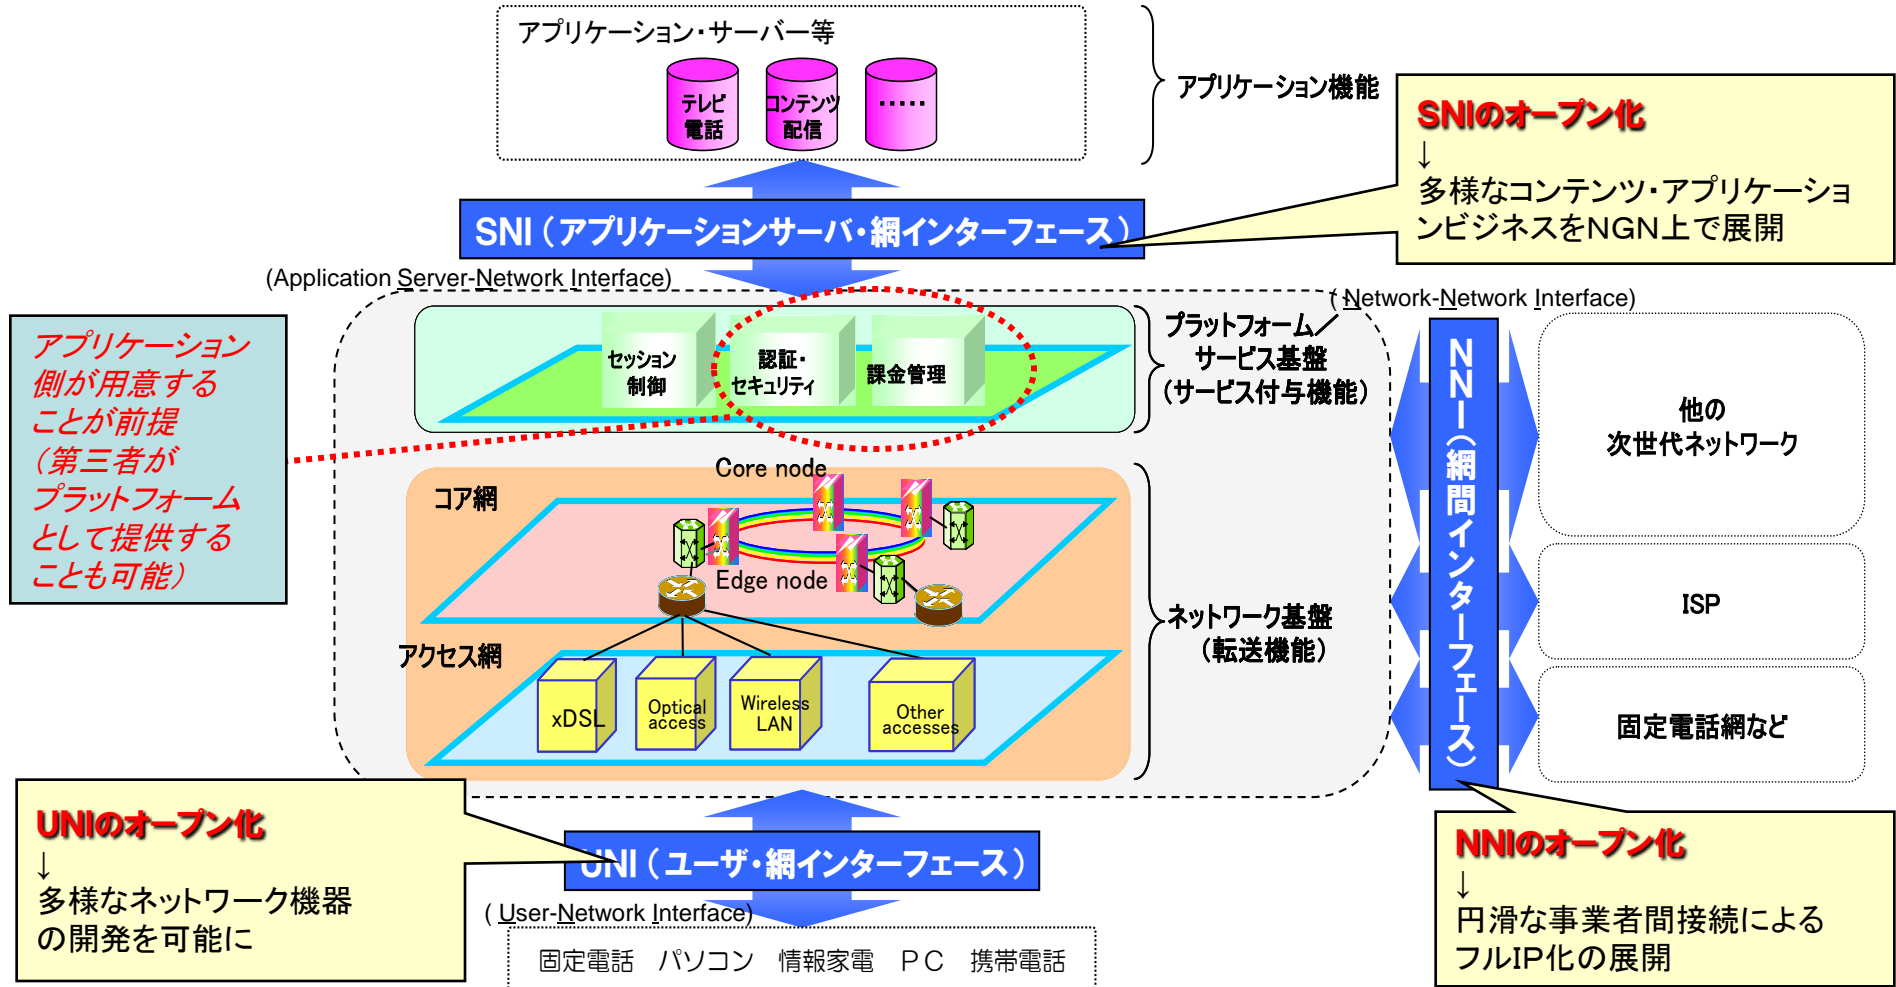 アプリケーション・サーバー等
テレビ
電話
コンテンツ
配信
・・・・・
アプリケーション機能
SNIのオープン化
↓
多様なコンテンツ・アプリケーショ
ンビジネスをNGN上で展開
SNI（アプリケーションサーバ・網インターフェース）
(Application Server-Network Interface)
( Network-Network Interface)
アプリケーション
側が用意する
ことが前提
（第三者が
プラットフォーム
として提供する
ことも可能）
セッション
制御
認証・
セキュリティ
課金管理
プラットフォーム／
サービス基盤
（サービス付与機能）
NNI（網間インターフェース）
他の
次世代ネットワーク
ISP
固定電話網など
コア網
Core node
Edge node
アクセス網
xDSL
Optical
access
Wireless
LAN
Other
accesses
ネットワーク基盤
（転送機能）
UNIのオープン化
↓
多様なネットワーク機器
の開発を可能に
UNI（ユーザ・網インターフェース）
( User-Network Interface)
固定電話　パソコン　情報家電　ＰＣ　携帯電話
NNIのオープン化
↓
円滑な事業者間接続による
フルIP化の展開